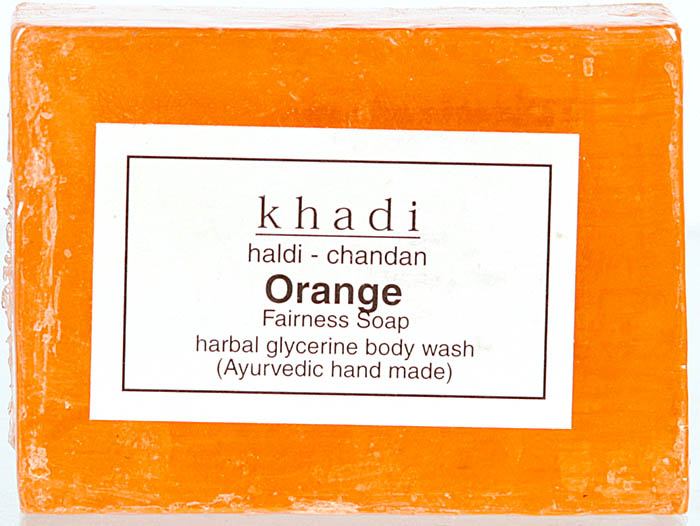 khadi
haldi - chandan
Orange
Fairness Soap
harbal glycerine body wash
(Ayurvedic hand made)